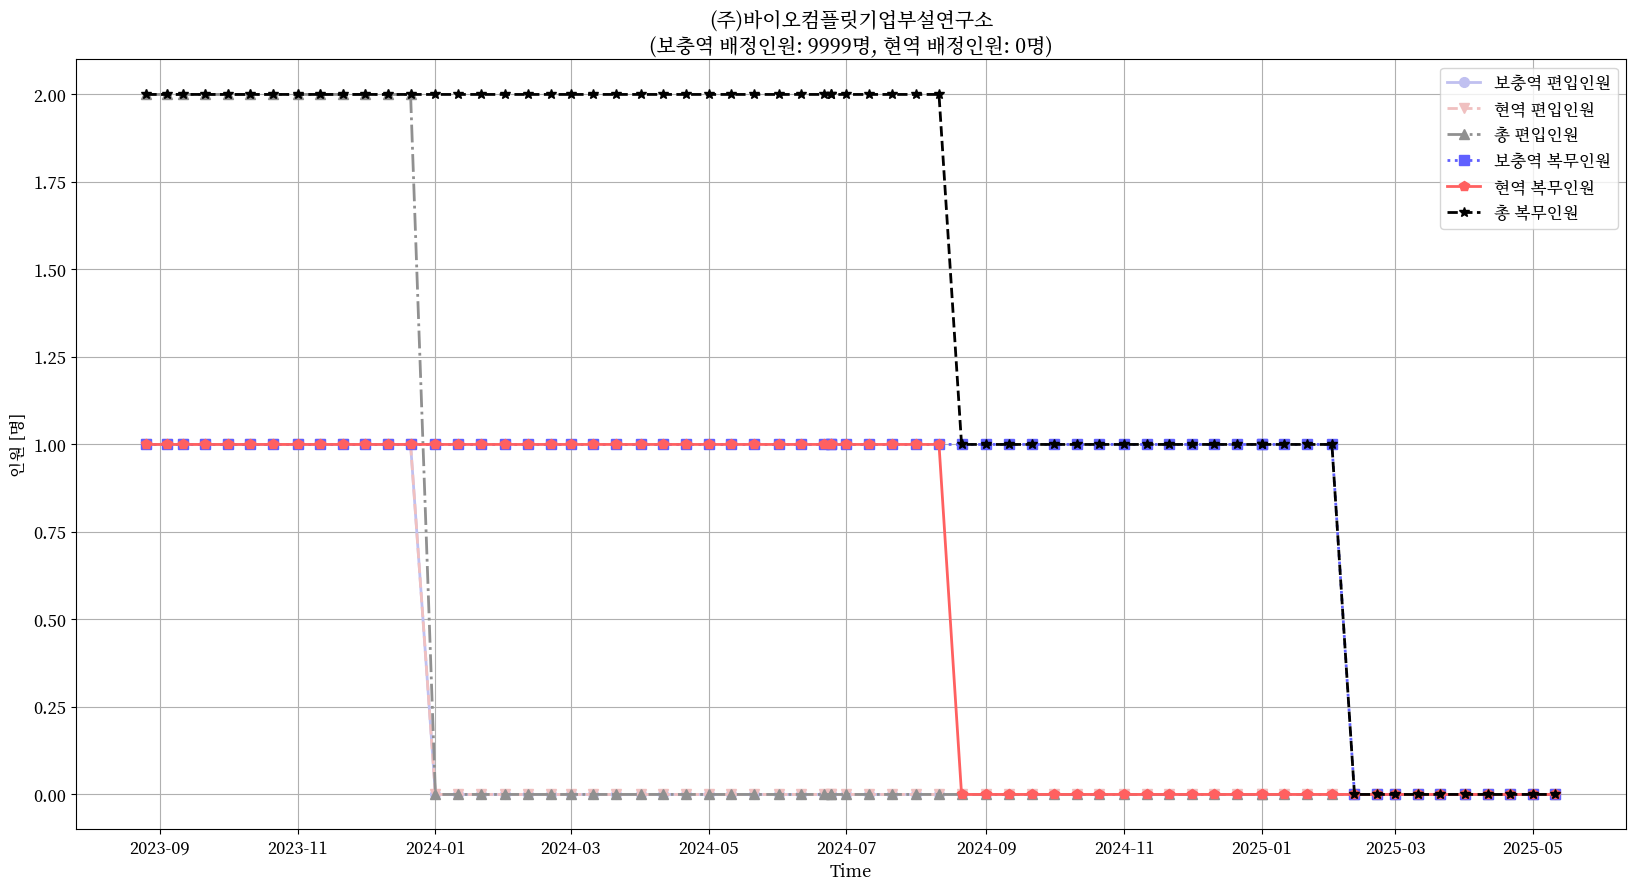 (주)바이오컴플릿기업부설연구소
(보충역 배정인원: 9999명, 현역 배정인원: 0명)
보충역 편입인원
현역 편입인원
총 편입인원
보충역 복무인원
현역 복무인원
총 복무인원
인원 [명]
2.00
1.75
1.50
1.25
1.00
0.75
0.50
0.25
0.00
2023-09 2023-11 2024-01 2024-03 2024-05 2024-07 2024-09 2024-11 2025-01 2025-03 2025-05
Time